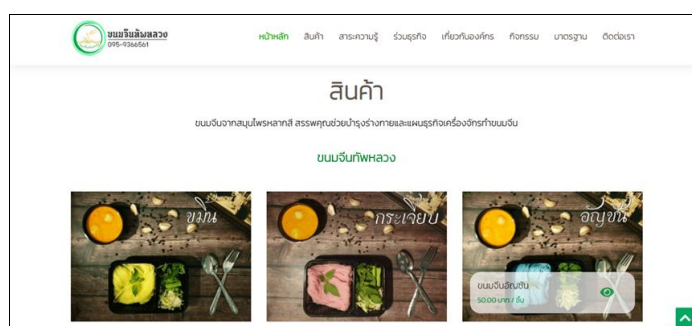 ขนมจีนทัพหลวง
095-9366561
หน้าหลัก สินค้า สาระความรู้ ร่วมธุรกิจ เกี่ยวกับองค์กร กิจกรรม มาตรฐาน ติดต่อเรา
สินค้า
ขนมจีนจากสมุนไพรหลากสี สรรพคุณช่วยบำรุงร่างกายและแผนธุรกิจเครื่องจักรทำขนมจีน
ขนมจีนทัพหลวง
ขมิ้น กระเจี๊ยบ อัญชัน
ขนมจีนอัญชัน
50.00 บาท / ชิ้น